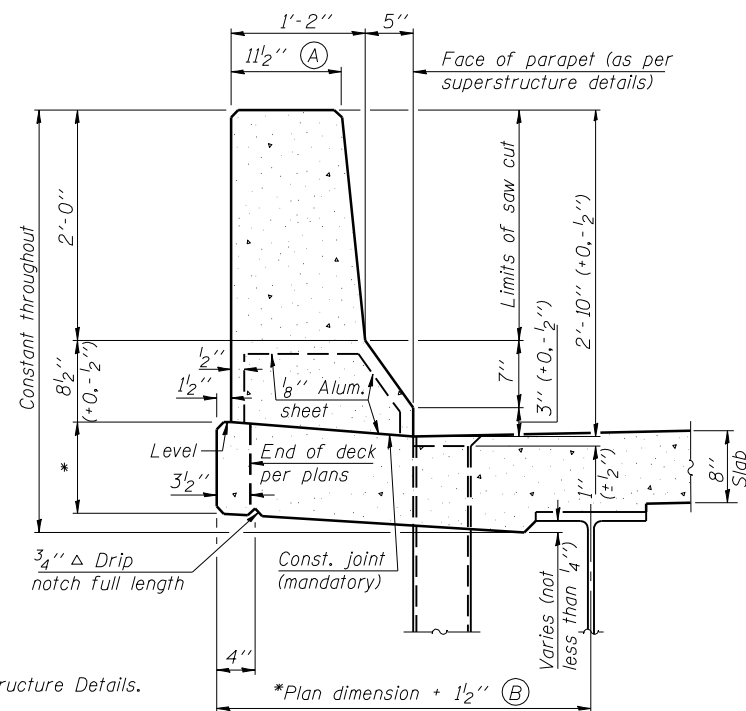 1'-2" 5"
11½" A
Face of parapet (as per
superstructure details)
Constant throughout
2'-0"
Limits of saw cut
2'-10" (+0,-½")
8½"
(+0,-½")
½"
1½"
⅛" Alum.
sheet
7"
3" (+0,-½")
Level
End of deck
per plans
*
3½"
1"
(±½")
8"
Slab
¾" △ Drip
notch full length
Const. joint
(mandatory)
Varies (not
less than ¼")
4"
ructure Details.
*Plan dimension + 1½" B